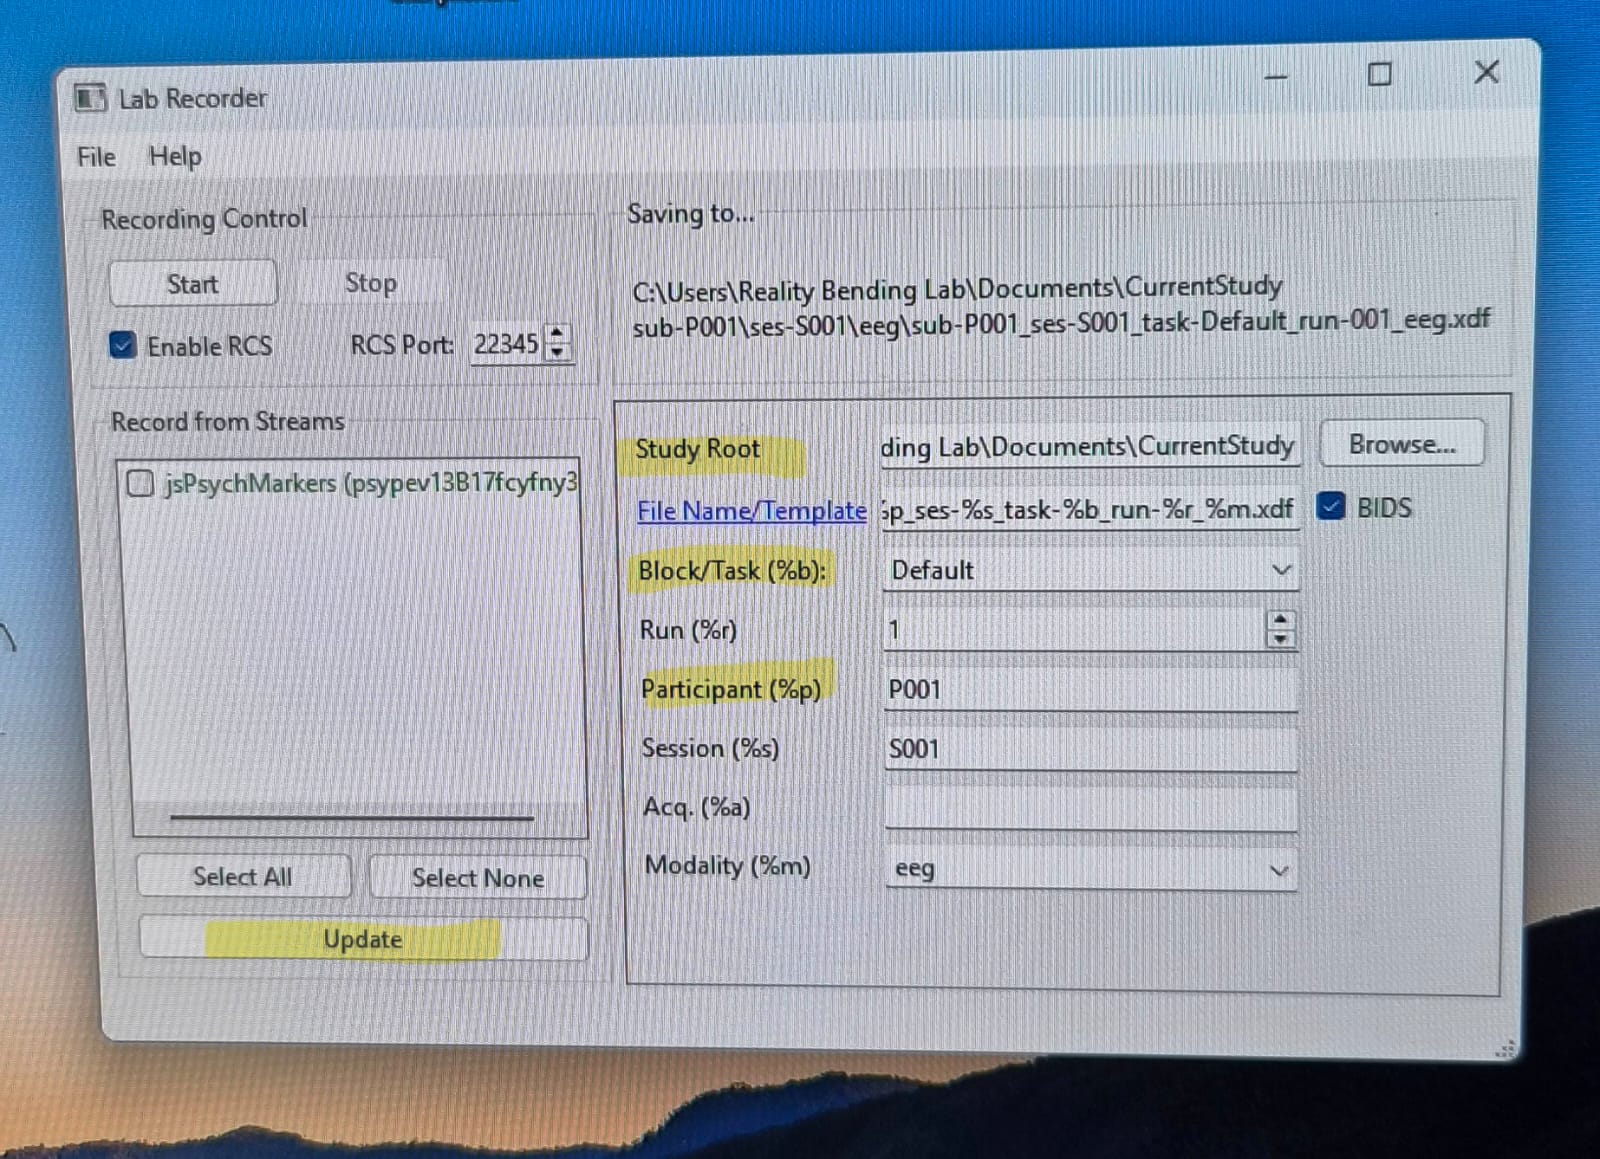 Lab Recorder
File Help
Recording Control
Start Stop
Enable RCS RCS Port: 22345
Saving to...
C:\Users\Reality Bending Lab\Documents\CurrentStudy
sub-P001\ses-S001\eeg\sub-P001_ses-S001_task-Default_run-001_eeg.xdf
Record from Streams
jsPsychMarkers (psypev13B17fcyfny3
Select All Select None
Update
Study Root ding Lab\Documents\CurrentStudy Browse...
File Name/Template p_ses-%s_task-%b_run-%r_%m.xdf BIDS
Block/Task (%b): Default
Run (%r) 1
Participant (%p) P001
Session (%s) S001
Acq. (%a)
Modality (%m) eeg